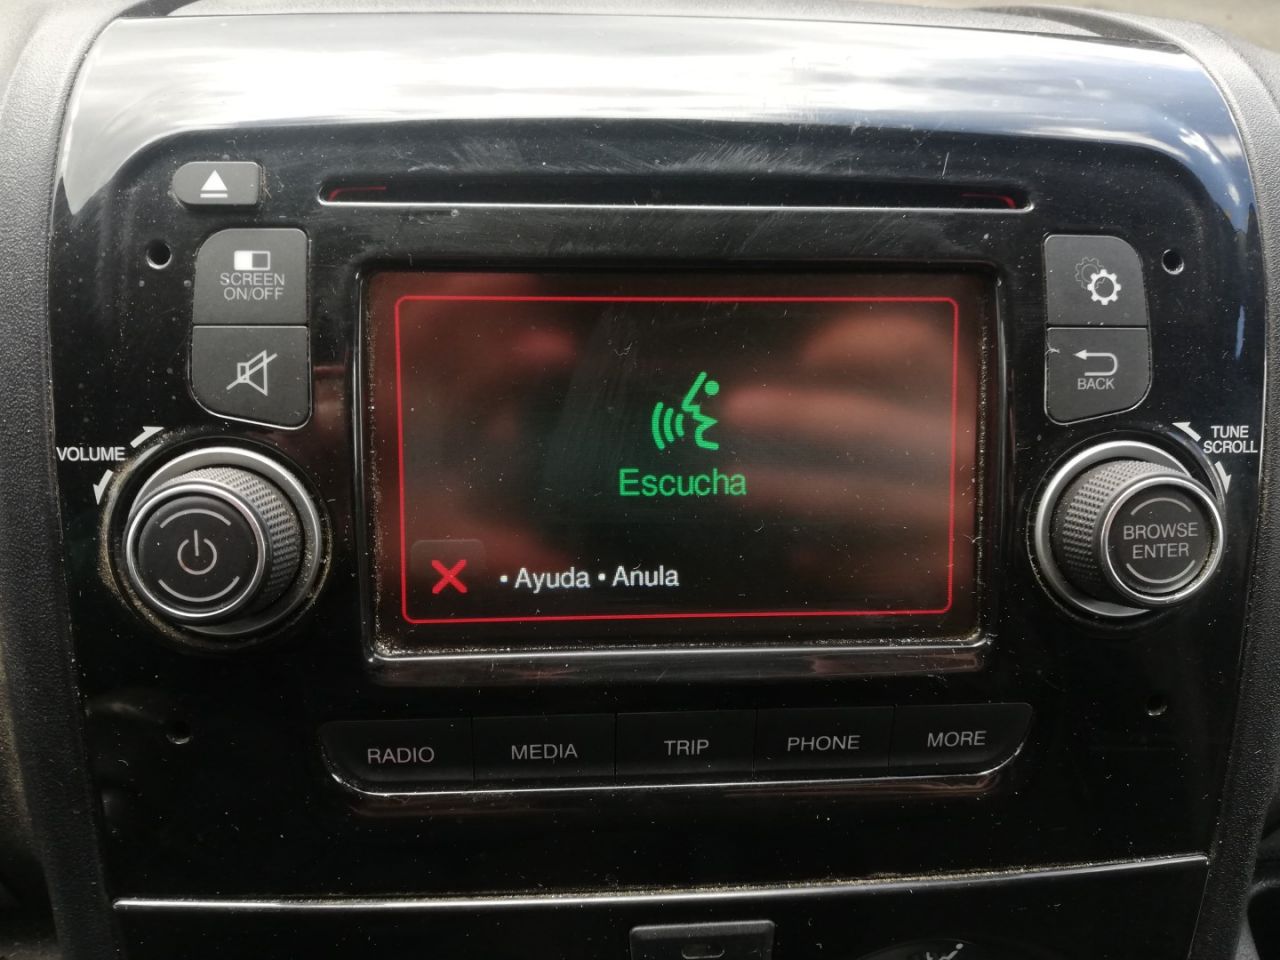 SCREEN
ON/OFF
BACK
VOLUME
TUNE
SCROLL
Escucha
BROWSE
ENTER
• Ayuda • Anula
RADIO
MEDIA
TRIP
PHONE
MORE